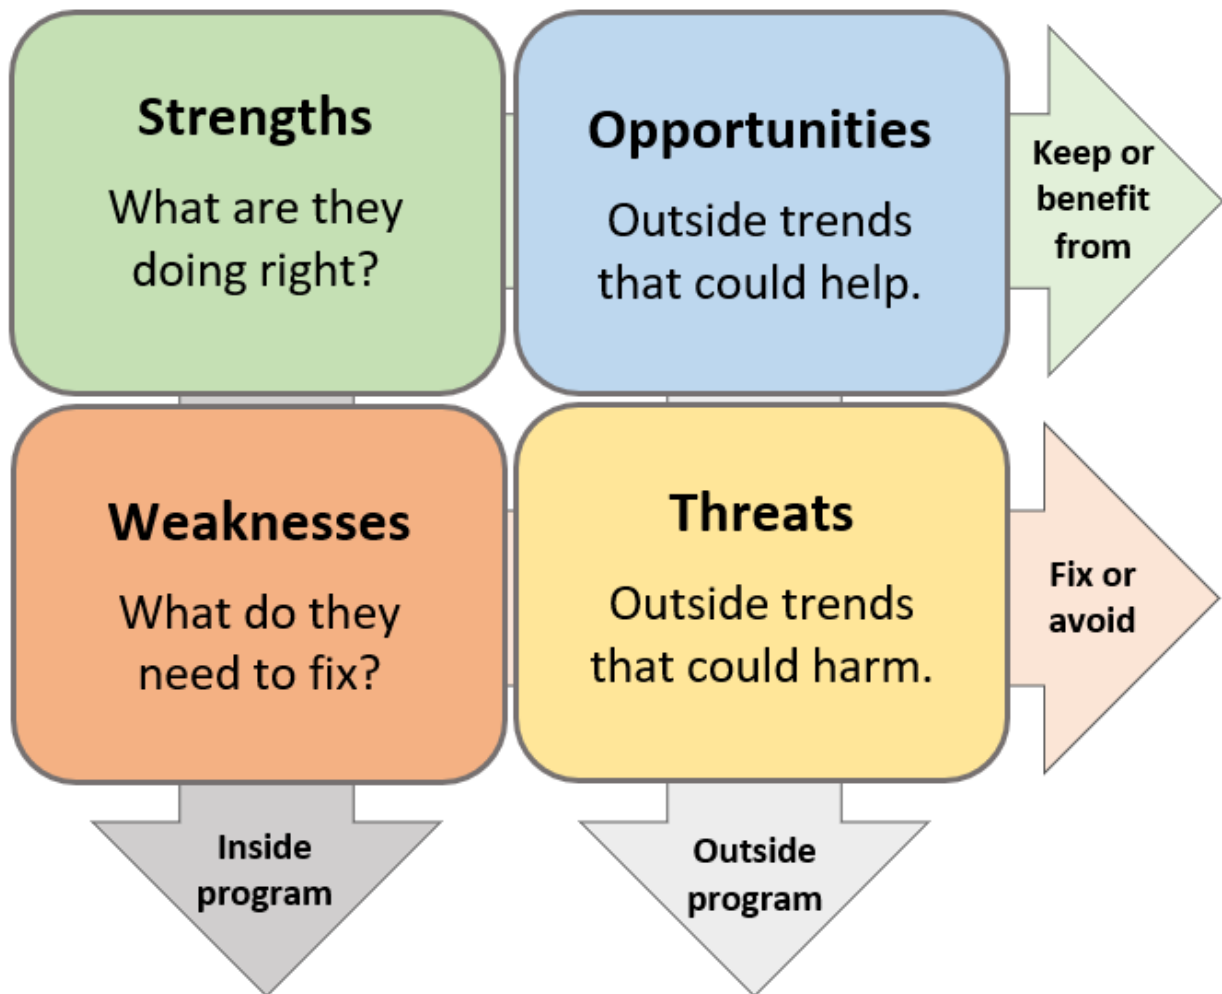 Strengths
What are they
doing right?
Opportunities
Outside trends
that could help.
Keep or
benefit
from
Weaknesses
What do they
need to fix?
Threats
Outside trends
that could harm.
Fix or
avoid
Inside
program
Outside
program